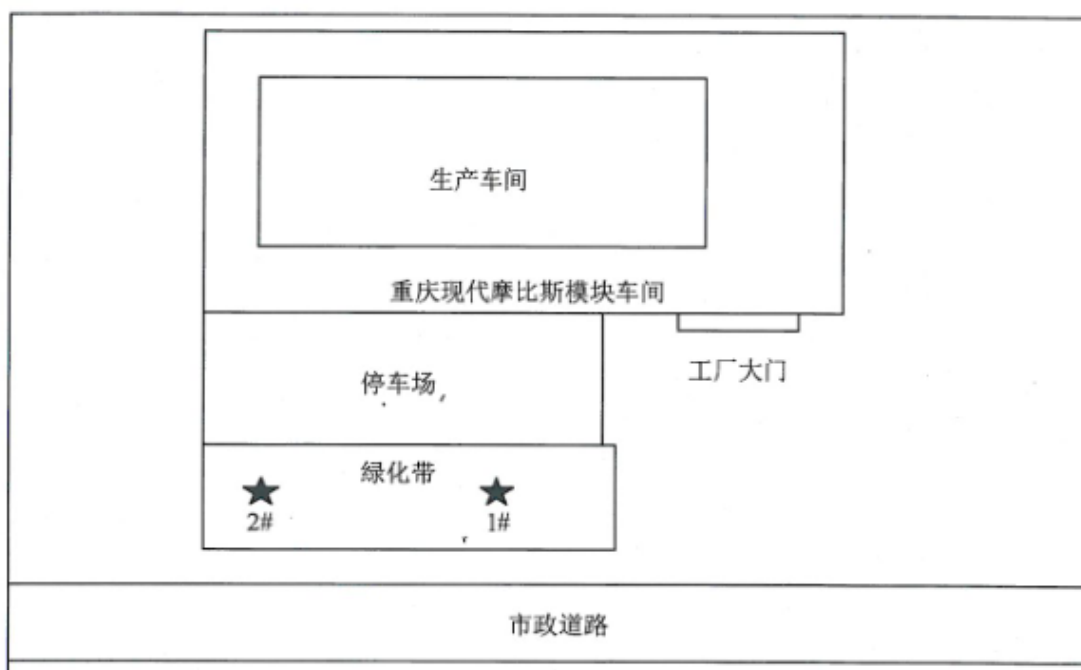 生产车间
重庆现代摩比斯模块车间
停车场
工厂大门
绿化带
2#
1#
市政道路